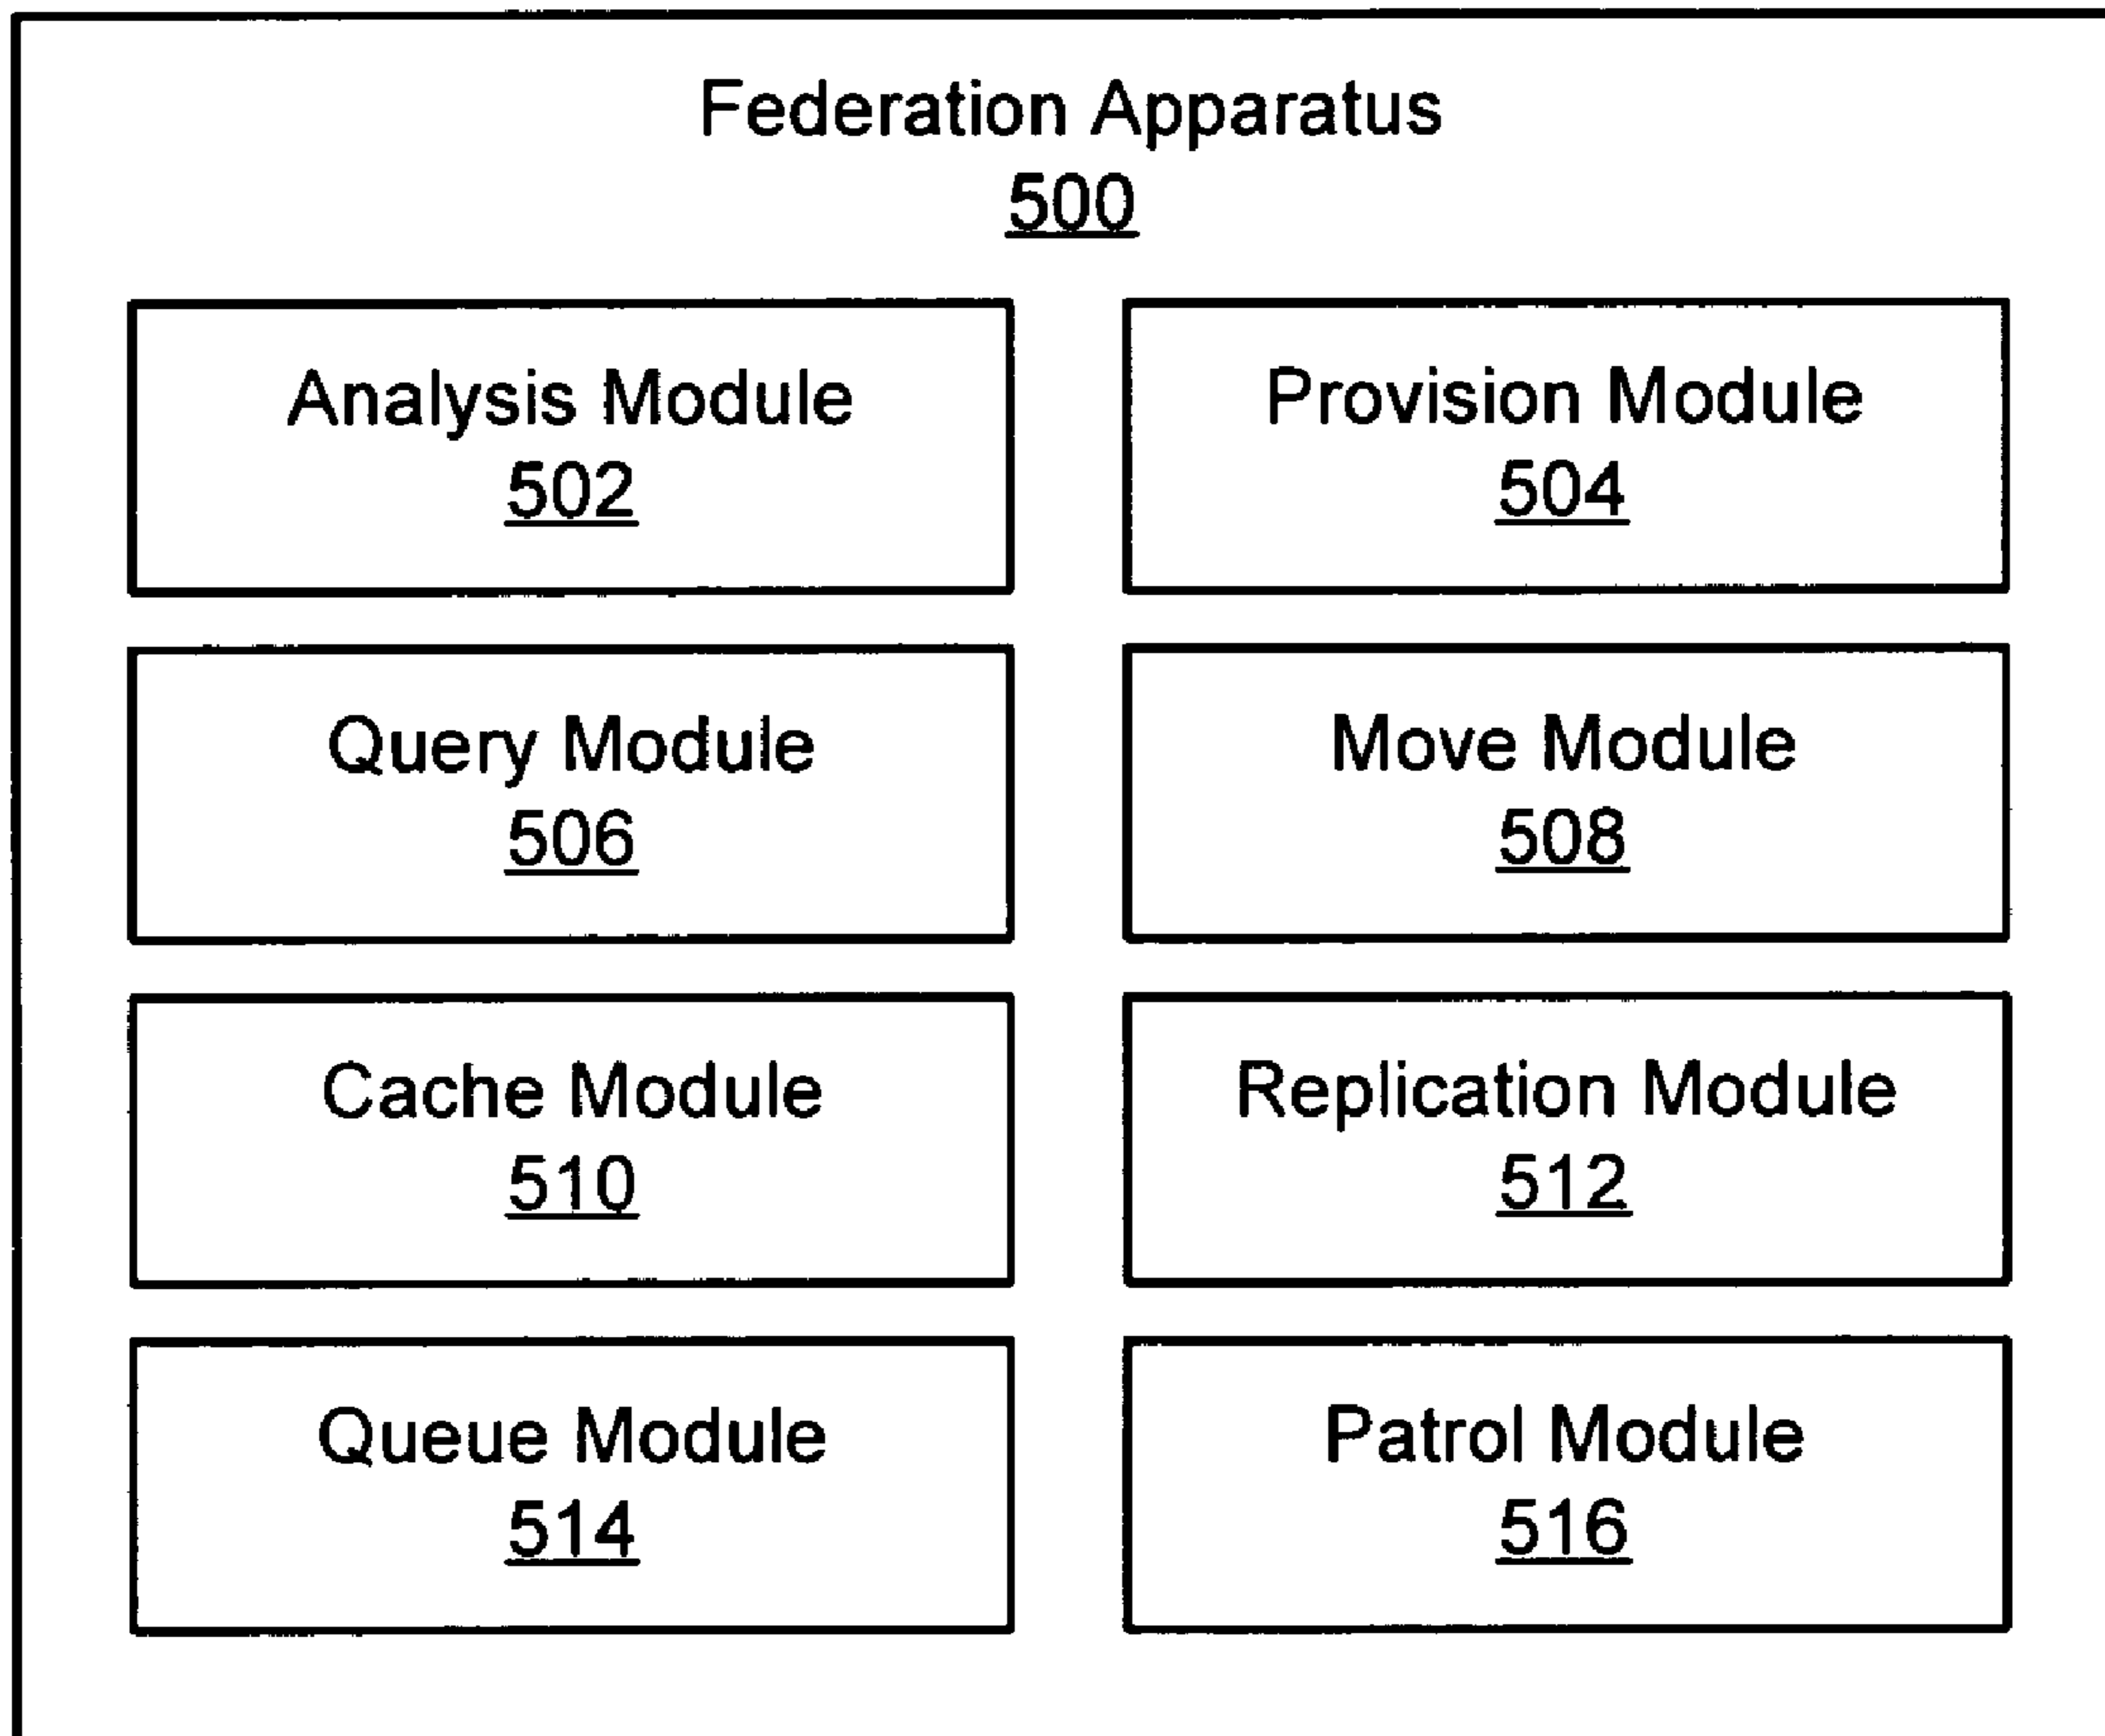 Federation Apparatus
500
Analysis Module
502
Provision Module
504
Query Module
506
Move Module
508
Cache Module
510
Replication Module
512
Queue Module
514
Patrol Module
516